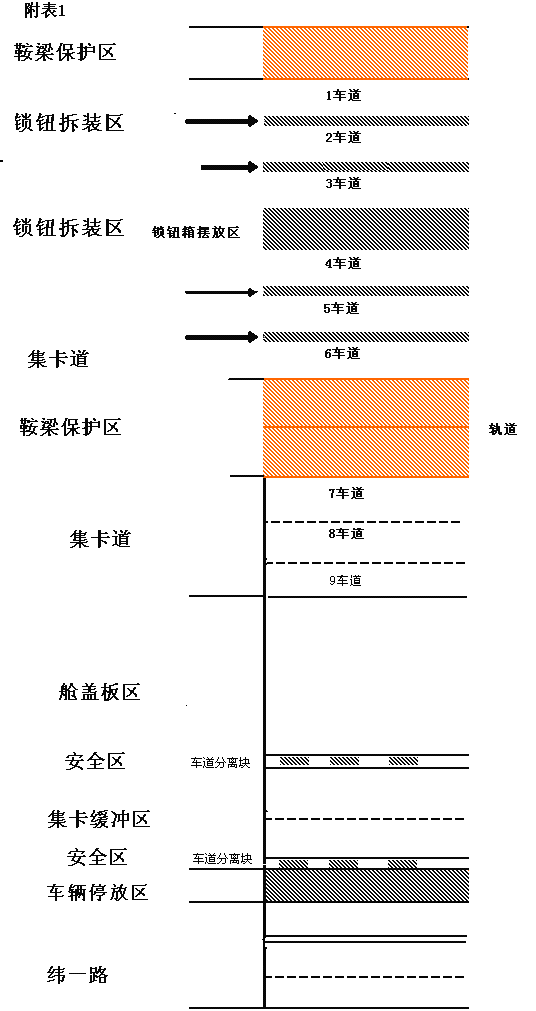 附表1
鞍梁保护区
1车道
锁钮拆装区
2车道
3车道
锁钮拆装区
锁钮箱摆放区
4车道
5车道
6车道
集卡道
鞍梁保护区
轨道
7车道
集卡道
8车道
9车道
舱盖板区
安全区
车道分离块
集卡缓冲区
安全区
车道分离块
车辆停放区
纬一路